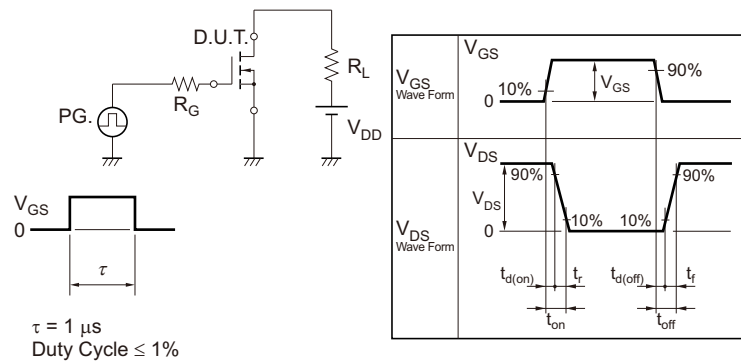 D.U.T.
R_L
R_G
PG.
V_DD
V_GS
0
τ
τ = 1 μs
Duty Cycle ≤ 1%
V_GS
Wave Form
V_GS
10%
V_GS
90%
0
V_DS
Wave Form
V_DS
90%
V_DS
10%
10%
90%
0
t_d(on) t_r t_d(off) t_f
t_on t_off